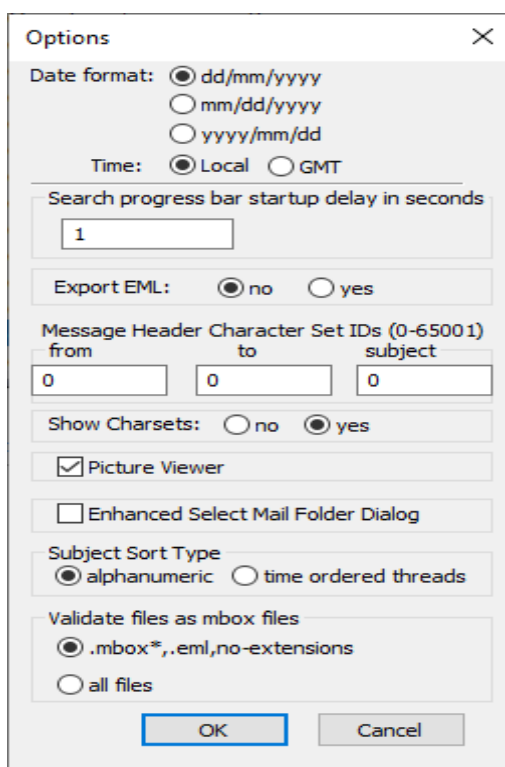 Options
Date format: dd/mm/yyyy
mm/dd/yyyy
yyyy/mm/dd
Time: Local GMT
Search progress bar startup delay in seconds
1
Export EML: no yes
Message Header Character Set IDs (0-65001)
from to subject
0 0 0
Show Charsets: no yes
Picture Viewer
Enhanced Select Mail Folder Dialog
Subject Sort Type
alphanumeric time ordered threads
Validate files as mbox files
.mbox*,.eml,no-extensions
all files
OK Cancel